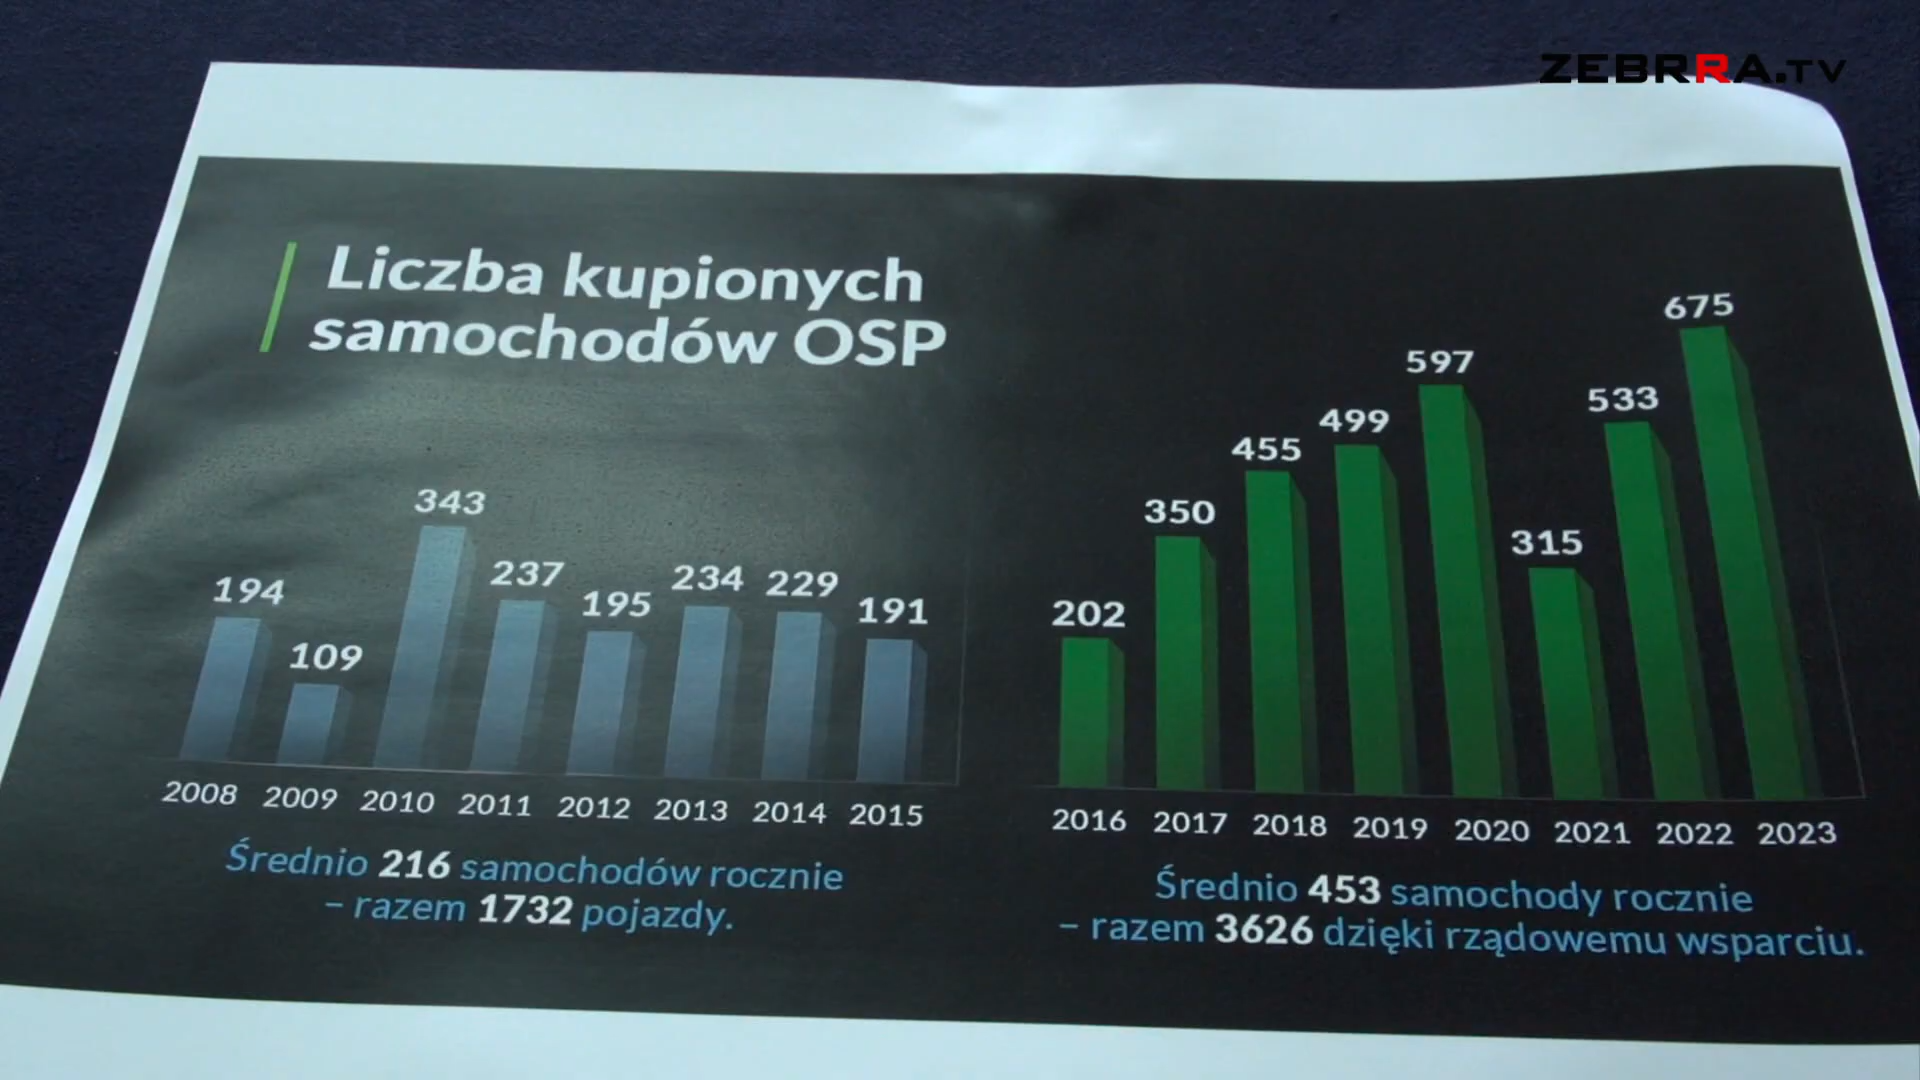 ZEBRRA.TV
Liczba kupionych
samochodów OSP
194 109 343 237 195 234 229 191
2008 2009 2010 2011 2012 2013 2014 2015
Średnio 216 samochodów rocznie
– razem 1732 pojazdy.
202 350 455 499 597 315 533 675
2016 2017 2018 2019 2020 2021 2022 2023
Średnio 453 samochody rocznie
– razem 3626 dzięki rządowemu wsparciu.